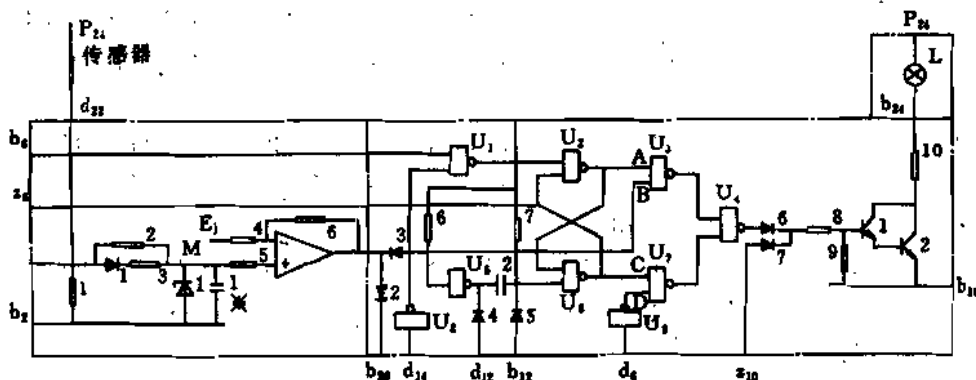 P₂₄
传感器
P₂₄
L
d₂₂
b₂₄
b₆
U₁
U₂
U₃
A
10
z₆
B
U₄
E₁
4
6
6
7
6
8
1
2
M
3
C
U₇
7
9
2
5
U₅
2
1
3
1
1
※
2
4
5
U₆
D
b₂
U₈
U₉
d₁₄
d₁₂
b₁₂
d₆
z₁₀